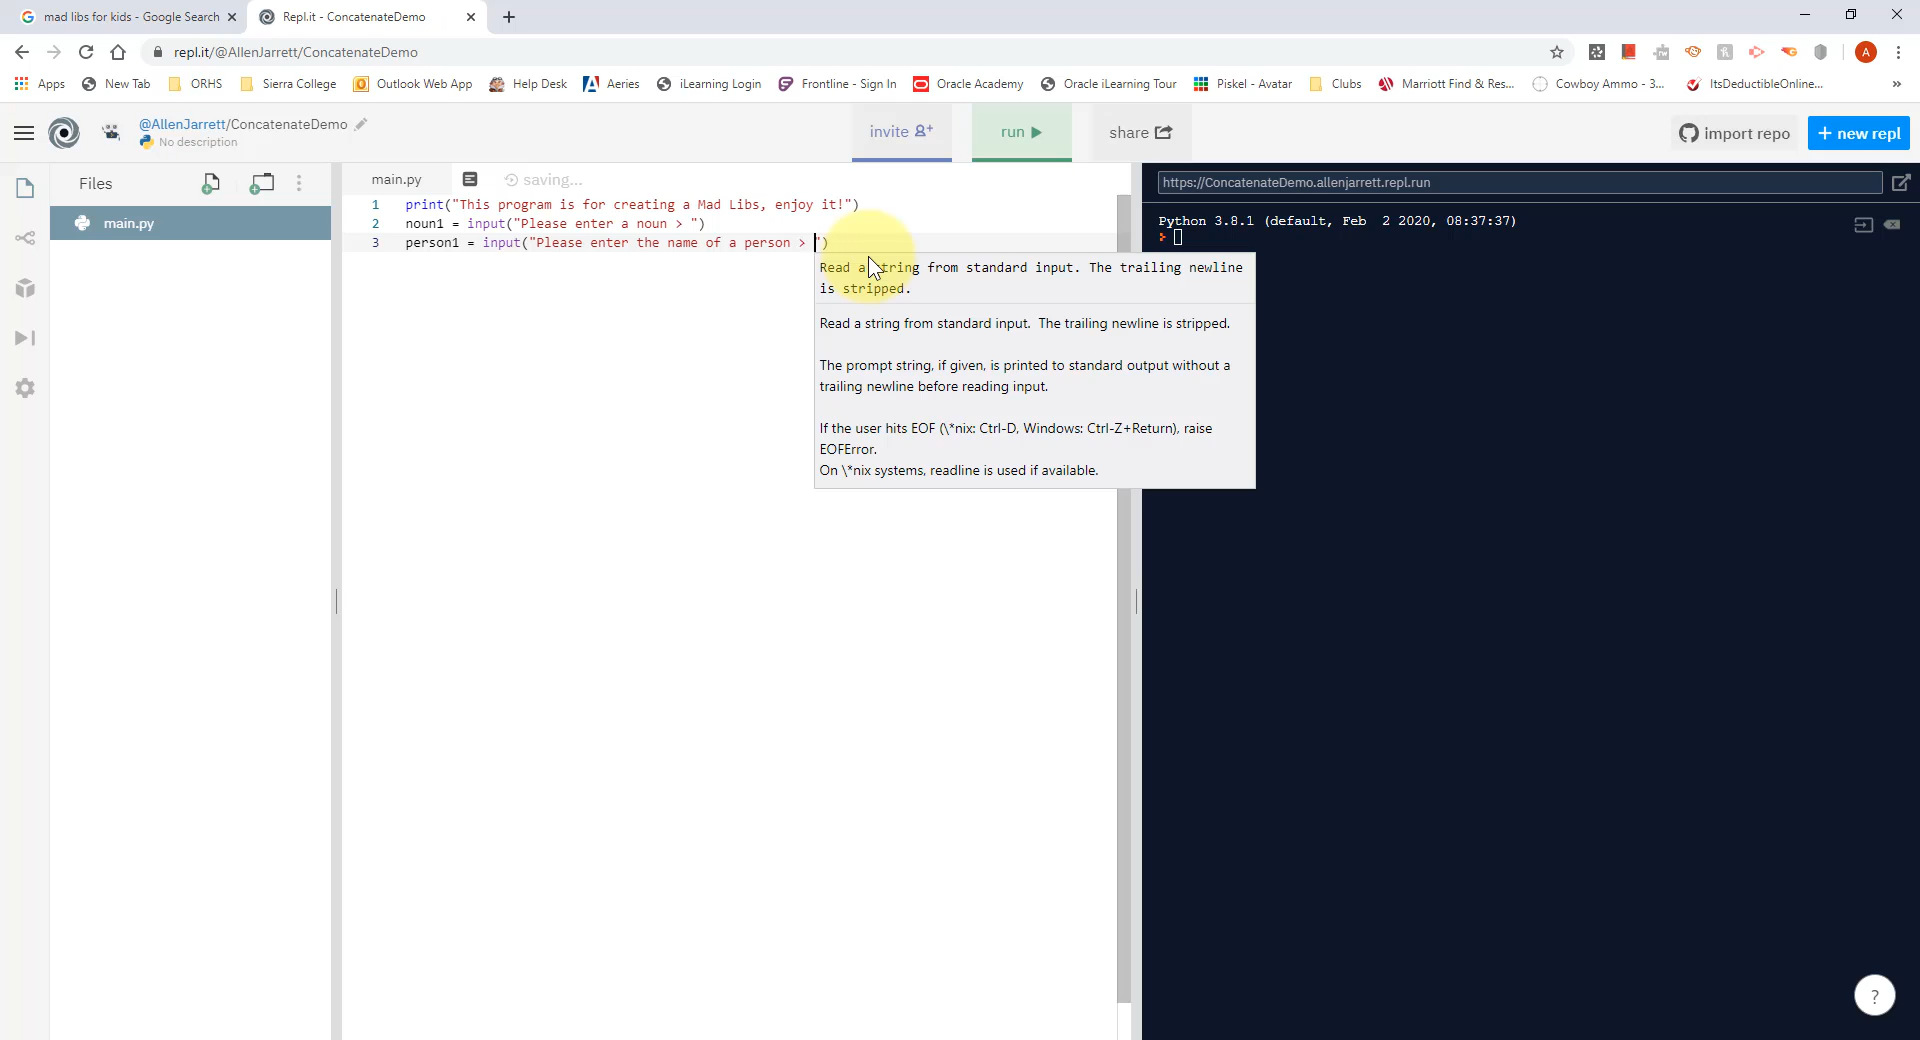 mad libs for kids - Google Search
Repl.it - ConcatenateDemo
repl.it/@AllenJarrett/ConcatenateDemo
A
Apps
New Tab
ORHS
Sierra College
Outlook Web App
Help Desk
Aeries
iLearning Login
Frontline - Sign In
Oracle Academy
Oracle iLearning Tour
Piskel - Avatar
Clubs
Marriott Find & Res...
Cowboy Ammo - 3...
ItsDeductibleOnline...
»
@AllenJarrett/ConcatenateDemo
No description
invite
run
share
import repo
+ new repl
Files
main.py
main.py
saving...
1 print("This program is for creating a Mad Libs, enjoy it!")
2 noun1 = input("Please enter a noun > ")
3 person1 = input("Please enter the name of a person > ")
Read a string from standard input. The trailing newline
is stripped.
Read a string from standard input. The trailing newline is stripped.
The prompt string, if given, is printed to standard output without a
trailing newline before reading input.
If the user hits EOF (\*nix: Ctrl-D, Windows: Ctrl-Z+Return), raise
EOFError.
On \*nix systems, readline is used if available.
https://ConcatenateDemo.allenjarrett.repl.run
Python 3.8.1 (default, Feb  2 2020, 08:37:37)
?